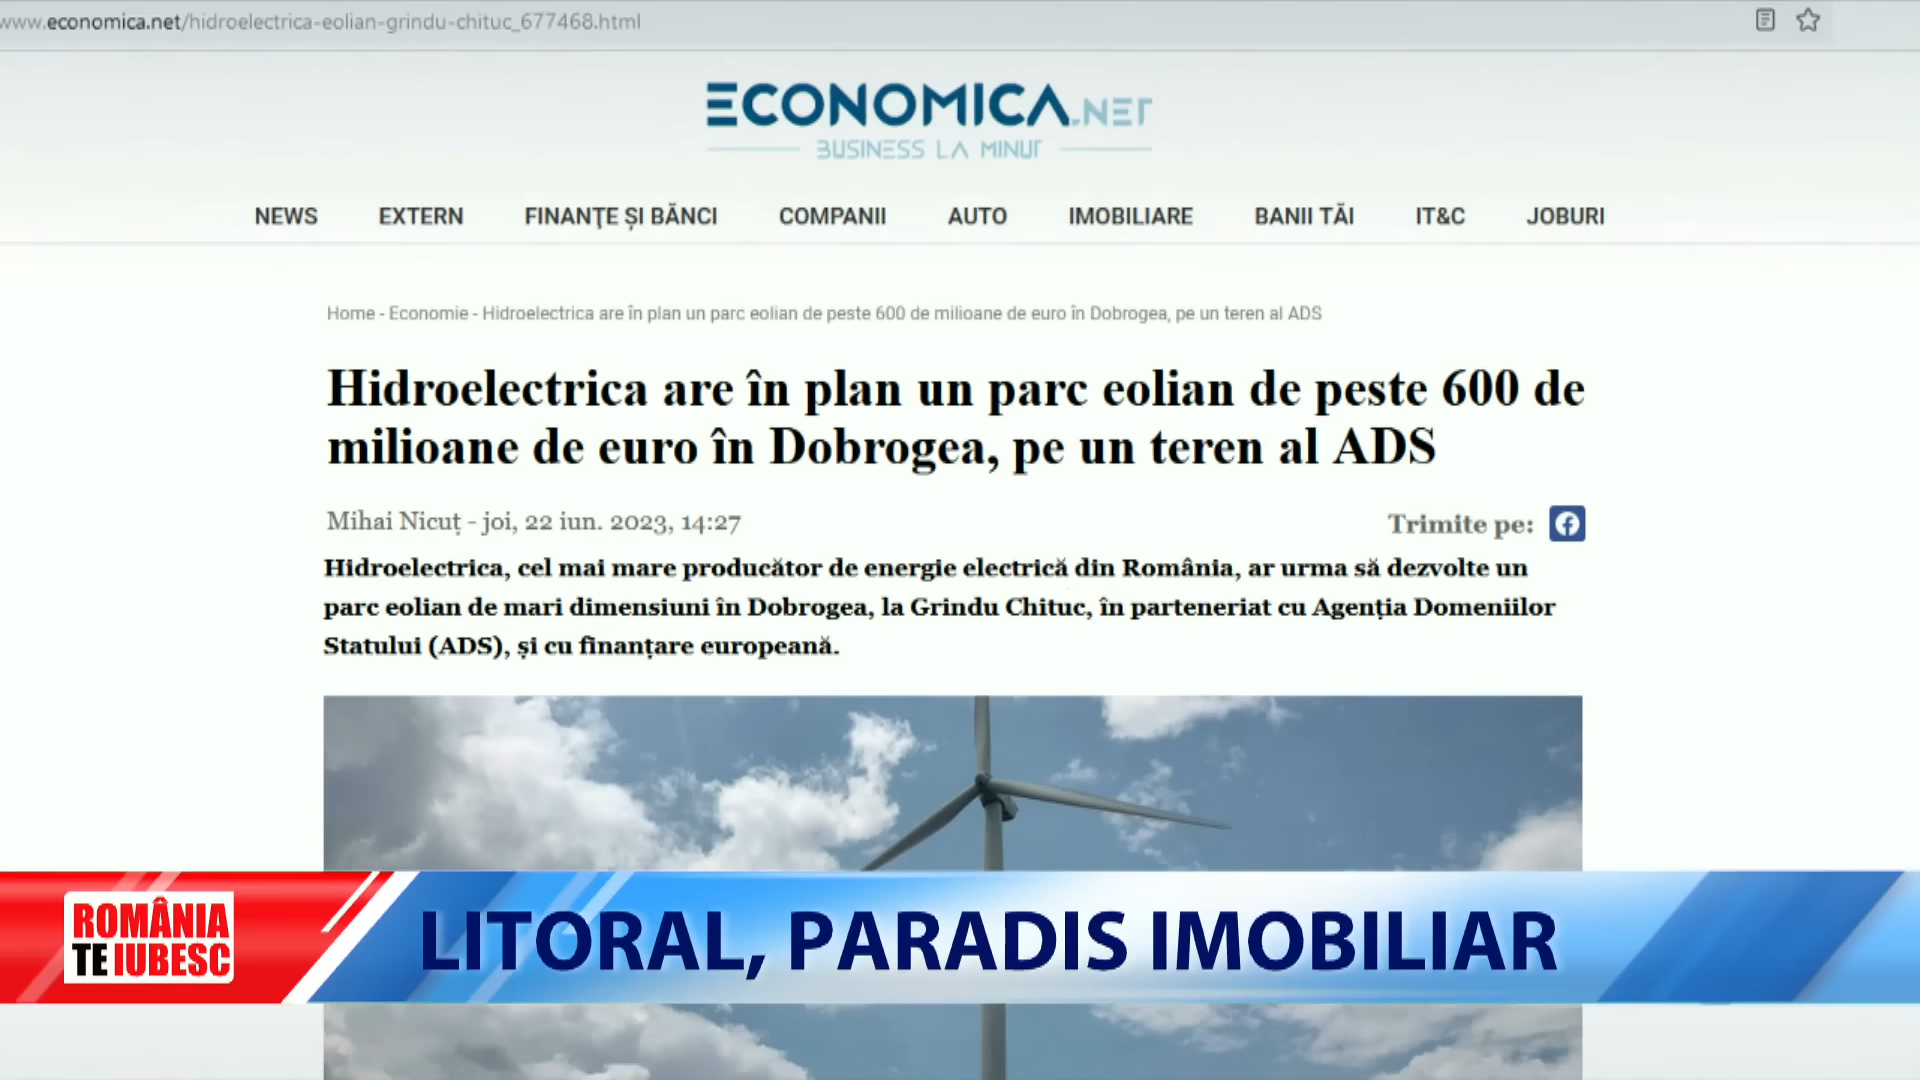 www.economica.net/hidroelectrica-eolian-grindu-chituc_677468.html
ECONOMICA.NET
BUSINESS LA MINUT
NEWS EXTERN FINANŢE ȘI BĂNCI COMPANII AUTO IMOBILIARE BANII TĂI IT&C JOBURI
Home - Economie - Hidroelectrica are în plan un parc eolian de peste 600 de milioane de euro în Dobrogea, pe un teren al ADS
Hidroelectrica are în plan un parc eolian de peste 600 de
milioane de euro în Dobrogea, pe un teren al ADS
Mihai Nicuț - joi, 22 iun. 2023, 14:27
Trimite pe:
Hidroelectrica, cel mai mare producător de energie electrică din România, ar urma să dezvolte un
parc eolian de mari dimensiuni în Dobrogea, la Grindu Chituc, în parteneriat cu Agenția Domeniilor
Statului (ADS), și cu finanțare europeană.
ROMÂNIA
TE IUBESC
LITORAL, PARADIS IMOBILIAR